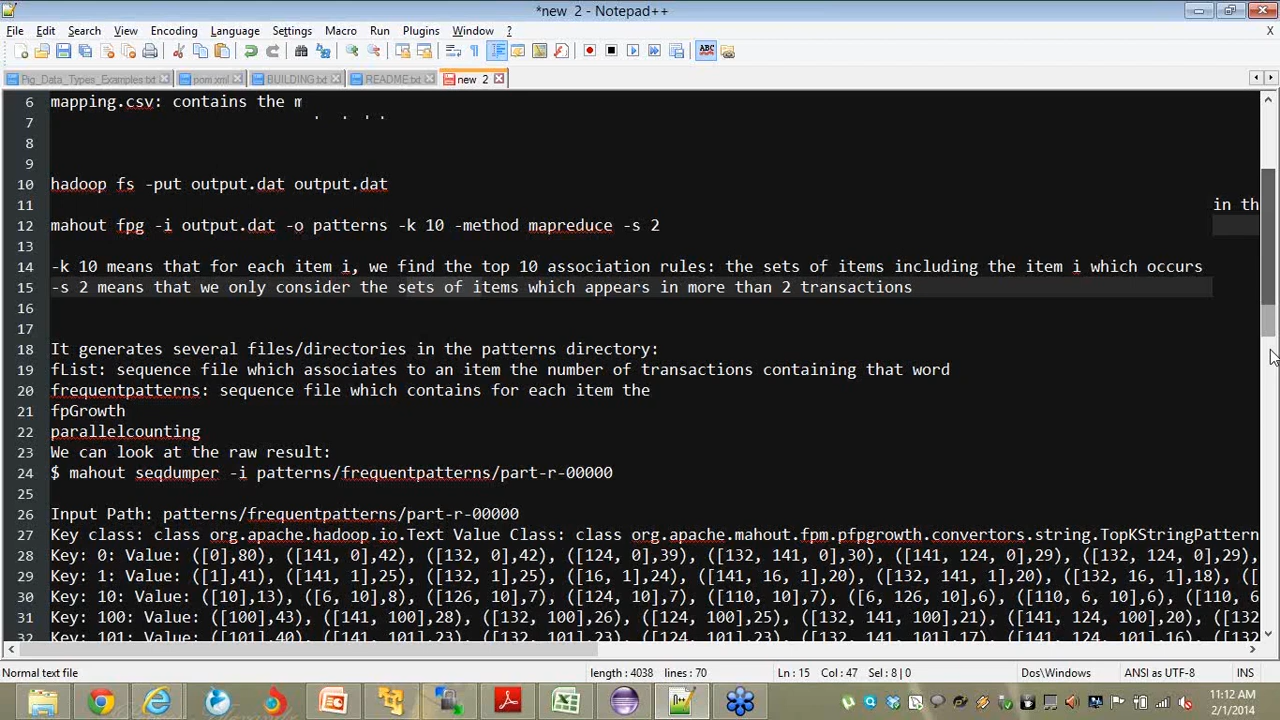 *new 2 - Notepad++
File Edit Search View Encoding Language Settings Macro Run Plugins Window ? X
Pig_Data_Types_Examples.txt pom.xml BUILDING.txt README.txt new 2
6 mapping.csv: contains the m
7
8
9
10 hadoop fs -put output.dat output.dat
11 in th
12 mahout fpg -i output.dat -o patterns -k 10 -method mapreduce -s 2
13
14 -k 10 means that for each item i, we find the top 10 association rules: the sets of items including the item i which occurs
15 -s 2 means that we only consider the sets of items which appears in more than 2 transactions
16
17
18 It generates several files/directories in the patterns directory:
19 fList: sequence file which associates to an item the number of transactions containing that word
20 frequentpatterns: sequence file which contains for each item the
21 fpGrowth
22 parallelcounting
23 We can look at the raw result:
24 $ mahout seqdumper -i patterns/frequentpatterns/part-r-00000
25
26 Input Path: patterns/frequentpatterns/part-r-00000
27 Key class: class org.apache.hadoop.io.Text Value Class: class org.apache.mahout.fpm.pfpgrowth.convertors.string.TopKStringPattern
28 Key: 0: Value: ([0],80), ([141, 0],42), ([132, 0],42), ([124, 0],39), ([132, 141, 0],30), ([141, 124, 0],29), ([132, 124, 0],29),
29 Key: 1: Value: ([1],41), ([141, 1],25), ([132, 1],25), ([16, 1],24), ([141, 16, 1],20), ([132, 141, 1],20), ([132, 16, 1],18), ([
30 Key: 10: Value: ([10],13), ([6, 10],8), ([126, 10],7), ([124, 10],7), ([110, 10],7), ([6, 126, 10],6), ([110, 6, 10],6), ([110, 6
31 Key: 100: Value: ([100],43), ([141, 100],28), ([132, 100],26), ([124, 100],25), ([132, 141, 100],21), ([141, 124, 100],20), ([132
32 Key: 101: Value: ([101],40), ([141, 101],23), ([132, 101],23), ([124, 101],23), ([132, 141, 101],17), ([141, 124, 101],16), ([132
Normal text file length : 4038 lines : 70 Ln : 15 Col : 47 Sel : 8 | 0 Dos\Windows ANSI as UTF-8 INS
11:12 AM
2/1/2014